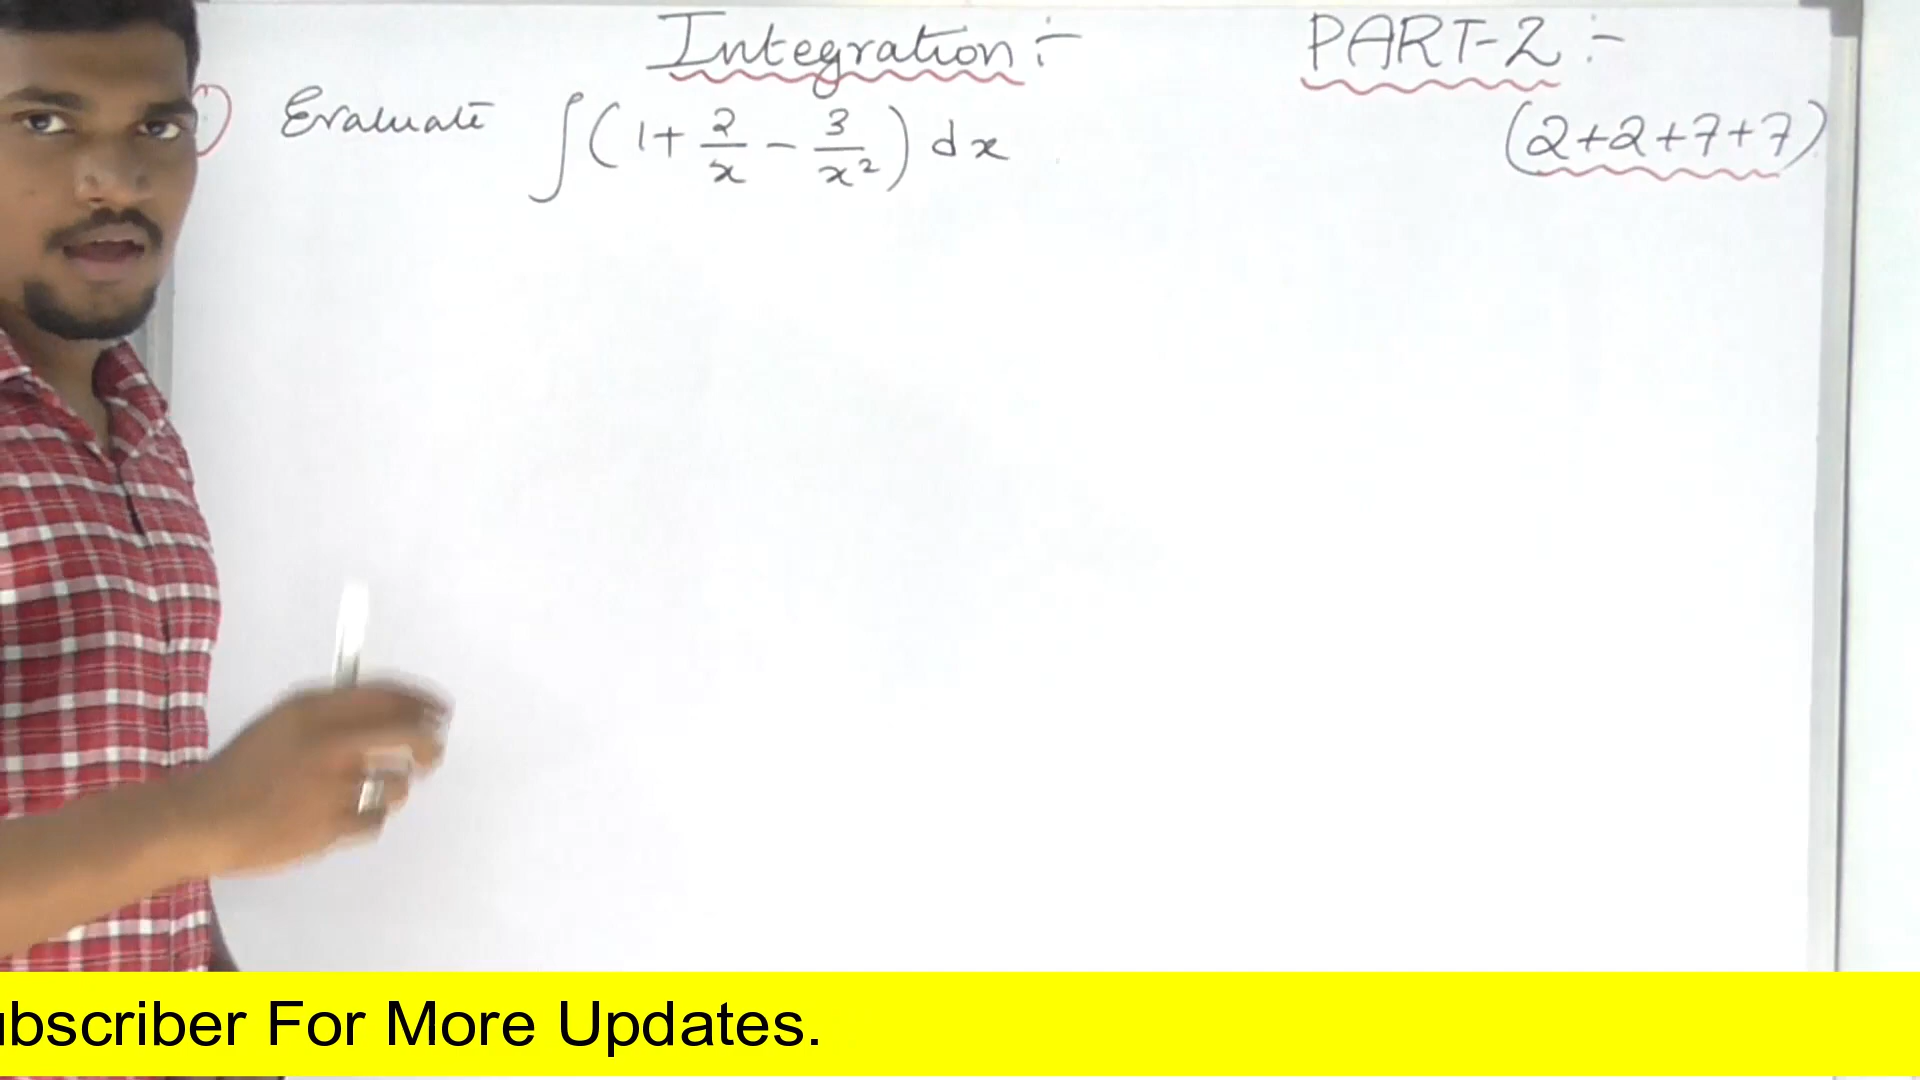 Integration :- PART-2 :-
) Evaluate ∫(1 + 2/x - 3/x²) dx (2+2+7+7)
ubscriber For More Updates.